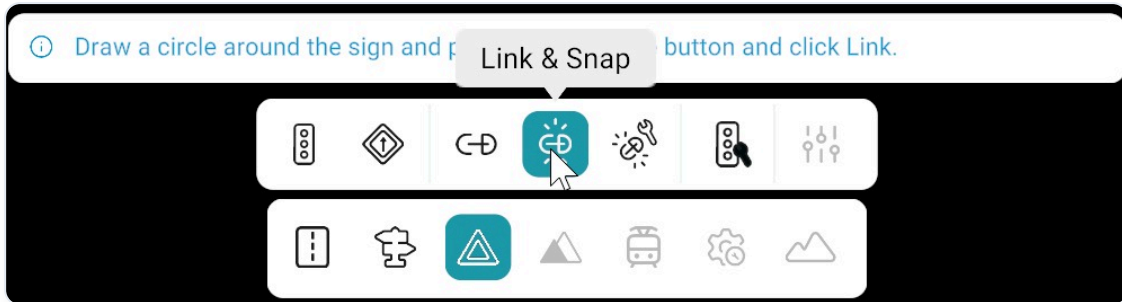 Draw a circle around the sign and p button and click Link.
Link & Snap